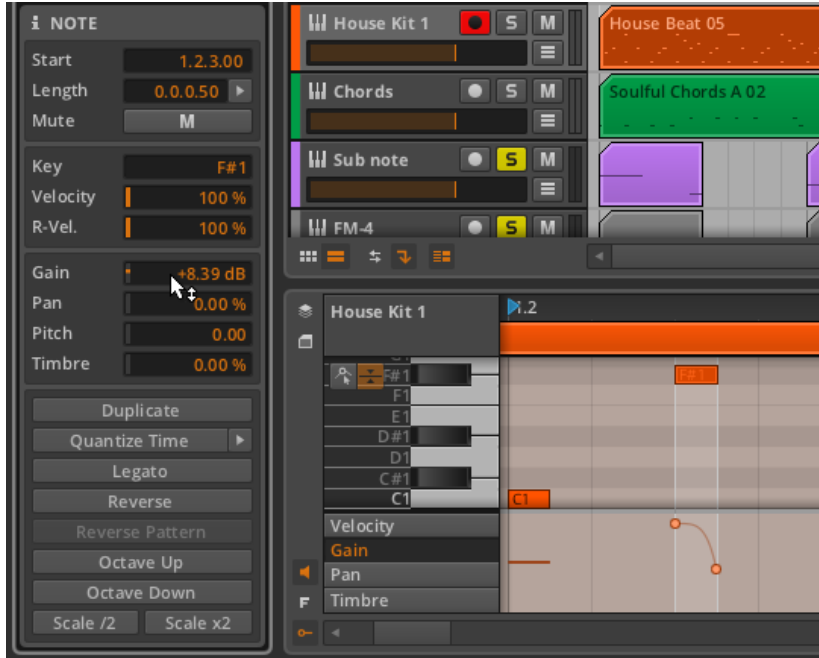 i NOTE
Start 1.2.3.00
Length 0.0.0.50
Mute M
Key F#1
Velocity 100 %
R-Vel. 100 %
Gain +8.39 dB
Pan 0.00 %
Pitch 0.00
Timbre 0.00 %
Duplicate
Quantize Time
Legato
Reverse
Reverse Pattern
Octave Up
Octave Down
Scale /2 Scale x2
House Kit 1 S M House Beat 05
Chords S M Soulful Chords A 02
Sub note S M
FM-4 S M
House Kit 1 1.2
F#1 F#1
F1
E1
D#1
D1
C#1
C1 C1
Velocity
Gain
Pan
F Timbre